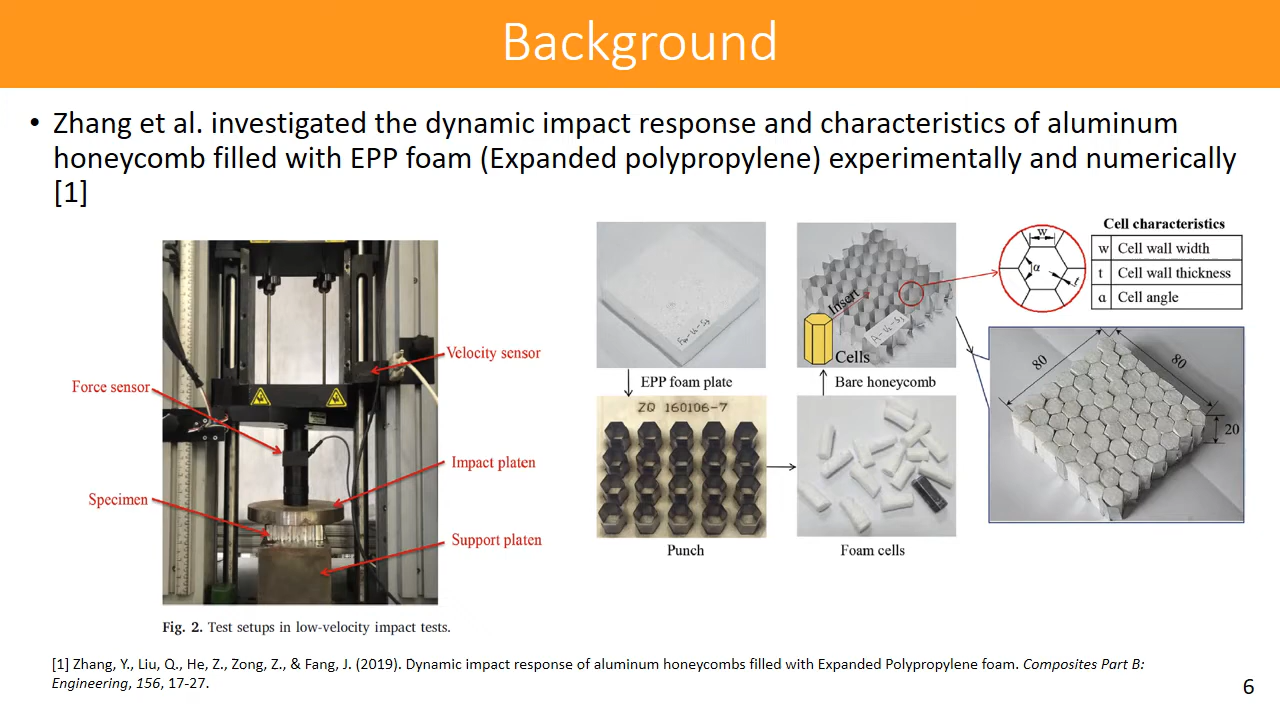 Background
• Zhang et al. investigated the dynamic impact response and characteristics of aluminum
honeycomb filled with EPP foam (Expanded polypropylene) experimentally and numerically
[1]
Velocity sensor
Force sensor
Impact platen
Specimen
Support platen
Fig. 2. Test setups in low-velocity impact tests.
EPP foam plate
ZQ 160106-7
Punch
Insert
Cells
Bare honeycomb
Foam cells
w
α
t
Cell characteristics
w Cell wall width
t Cell wall thickness
α Cell angle
80
80
20
[1] Zhang, Y., Liu, Q., He, Z., Zong, Z., & Fang, J. (2019). Dynamic impact response of aluminum honeycombs filled with Expanded Polypropylene foam. Composites Part B:
Engineering, 156, 17-27.
6